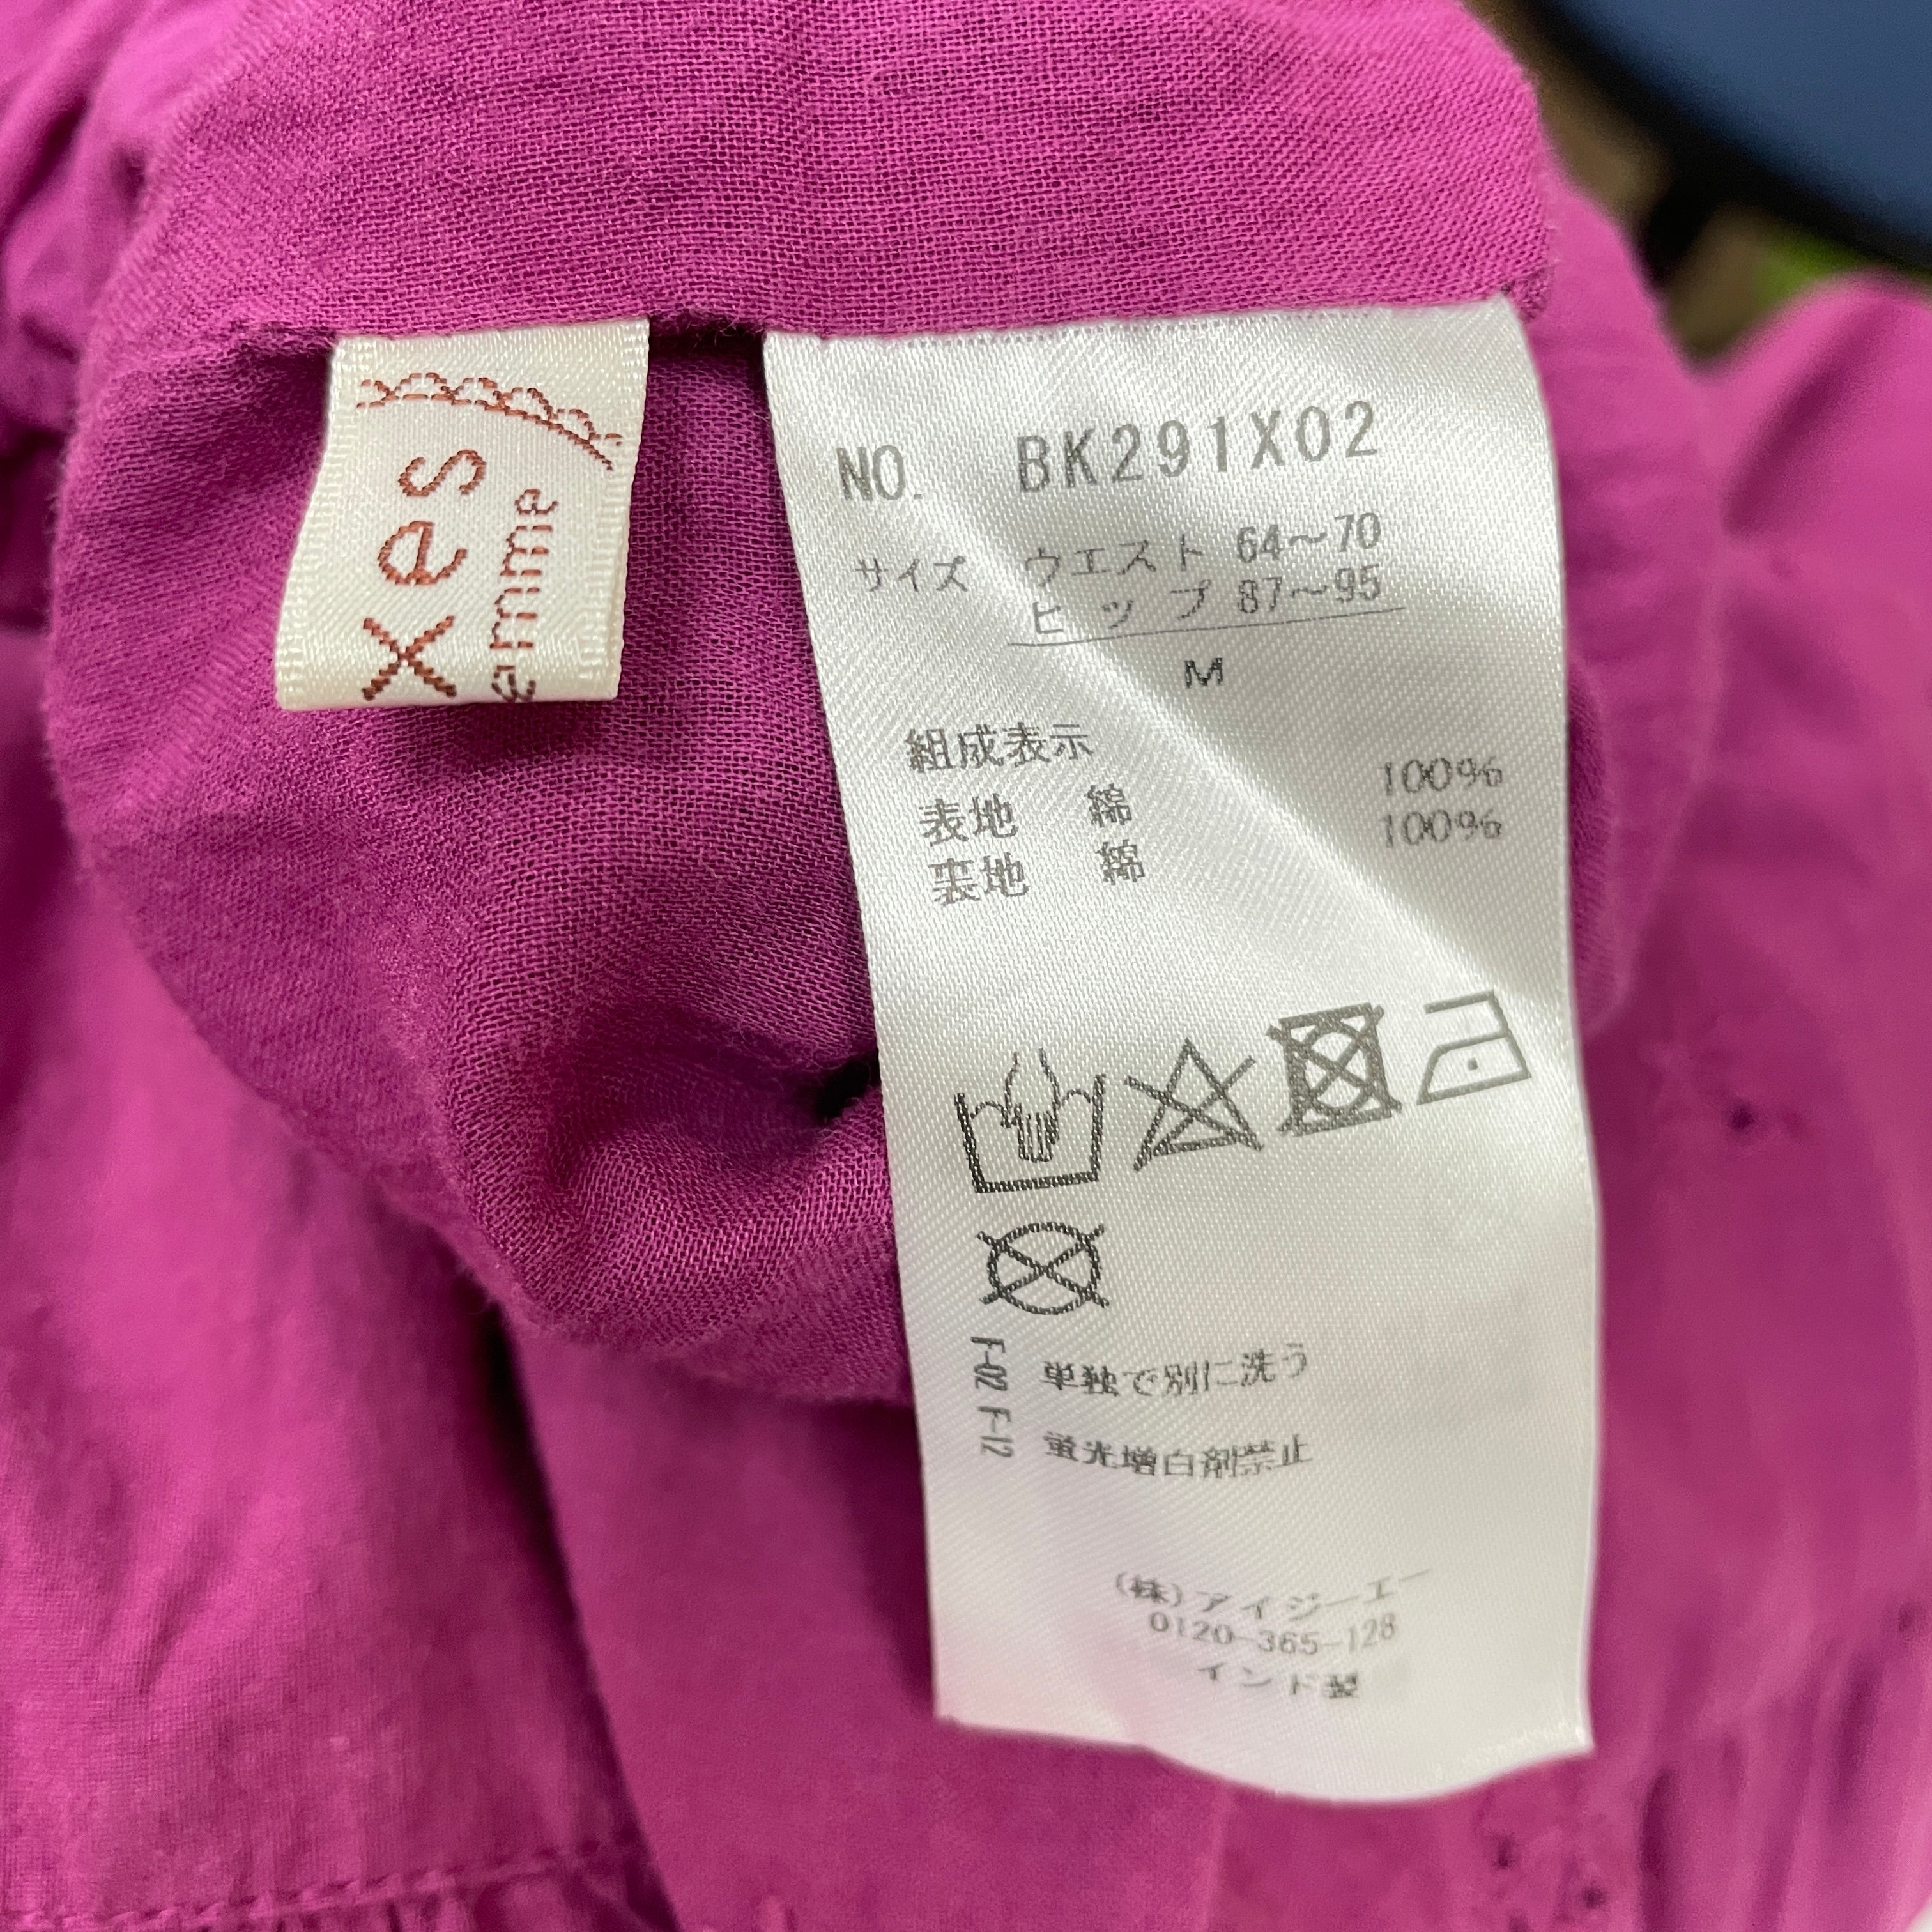 xes
emme
NO. BK291X02
サイズ ウエスト 64～70
ヒップ 87～95
M
組成表示
表地 綿 100%
裏地 綿 100%
F-02 単独で別に洗う
F-12 蛍光増白剤禁止
(株)アイジーエー
0120-365-128
インド製